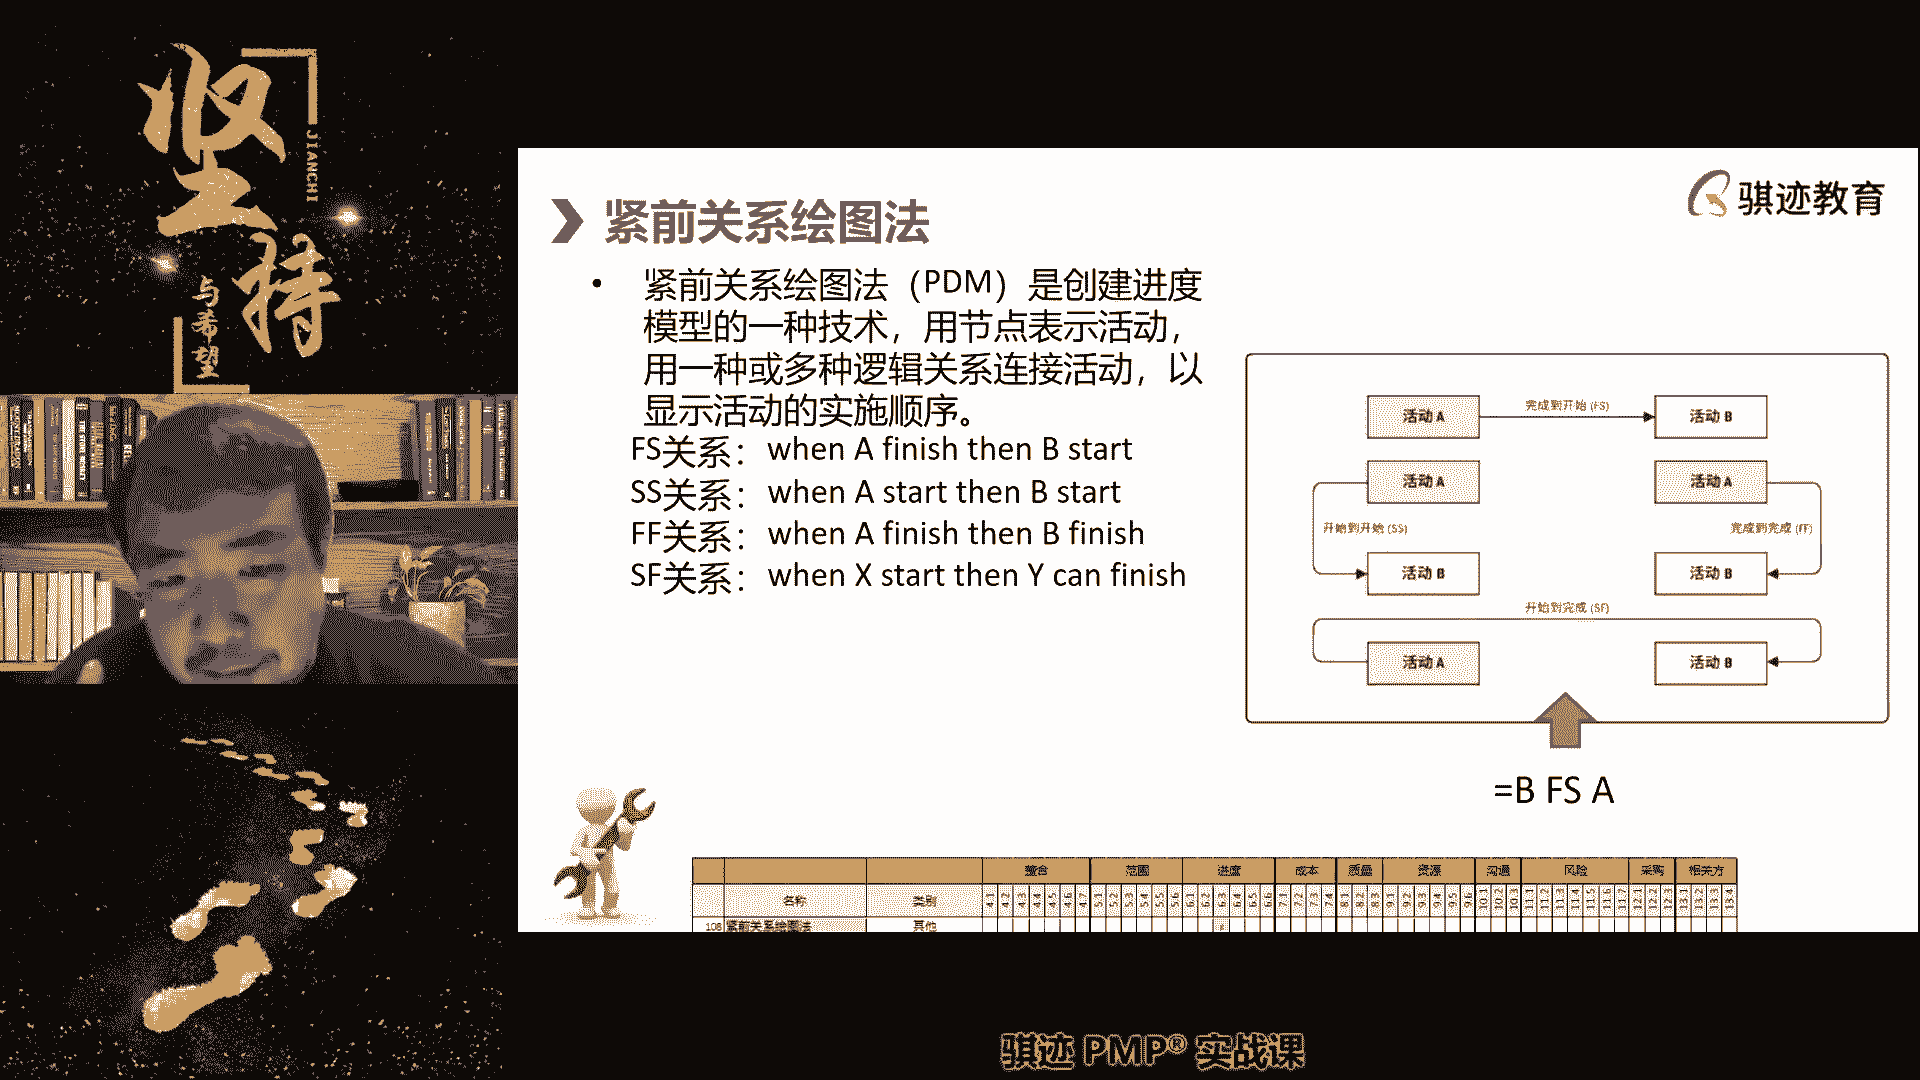 坚持
JIANCHI
与希望
骐迹教育
紧前关系绘图法
• 紧前关系绘图法（PDM）是创建进度
模型的一种技术，用节点表示活动，
用一种或多种逻辑关系连接活动，以
显示活动的实施顺序。
FS关系：when A finish then B start
SS关系：when A start then B start
FF关系：when A finish then B finish
SF关系：when X start then Y can finish
活动 A
完成到开始 (FS)
活动 B
活动 A
活动 A
开始到开始 (SS)
完成到完成 (FF)
活动 B
活动 B
开始到完成 (SF)
活动 A
活动 B
=B FS A
整合 范围 进度 成本 质量 资源 沟通 风险 采购 相关方
名称 类别 4.1 4.2 4.3 4.4 4.5 4.6 4.7 5.1 5.2 5.3 5.4 5.5 5.6 6.1 6.2 6.3 6.4 6.5 6.6 7.1 7.2 7.3 7.4 8.1 8.2 8.3 9.1 9.2 9.3 9.4 9.5 9.6 10.1 10.2 10.3 11.1 11.2 11.3 11.4 11.5 11.6 11.7 12.1 12.2 12.3 13.1 13.2 13.3 13.4
108 紧前关系绘图法 其他
骐迹 PMP® 实战课